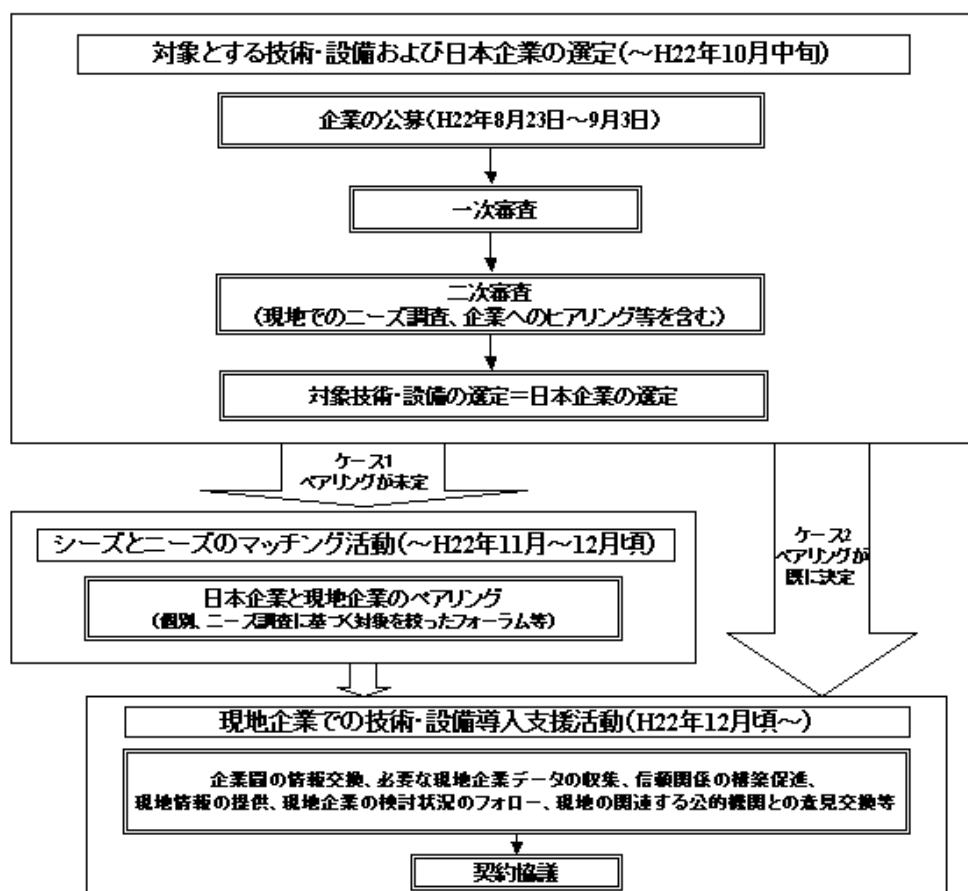 対象とする技術・設備および日本企業の選定(～H22年10月中旬)
企業の公募(H22年8月23日～9月3日)
一次審査
二次審査
(現地でのニーズ調査、企業へのヒアリング等を含む)
対象技術・設備の選定＝日本企業の選定
ケース1
ペアリングが未定
ケース2
ペアリングが
既に決定
シーズとニーズのマッチング活動(～H22年11月～12月頃)
日本企業と現地企業のペアリング
(個別、ニーズ調査に基づく対象を絞ったフォーラム等)
現地企業での技術・設備導入支援活動(H22年12月頃～)
企業間の情報交換、必要な現地企業データの収集、信頼関係の構築促進、
現地情報の提供、現地企業の検討状況のフォロー、現地の関連する公的機関との意見交換等
契約協議